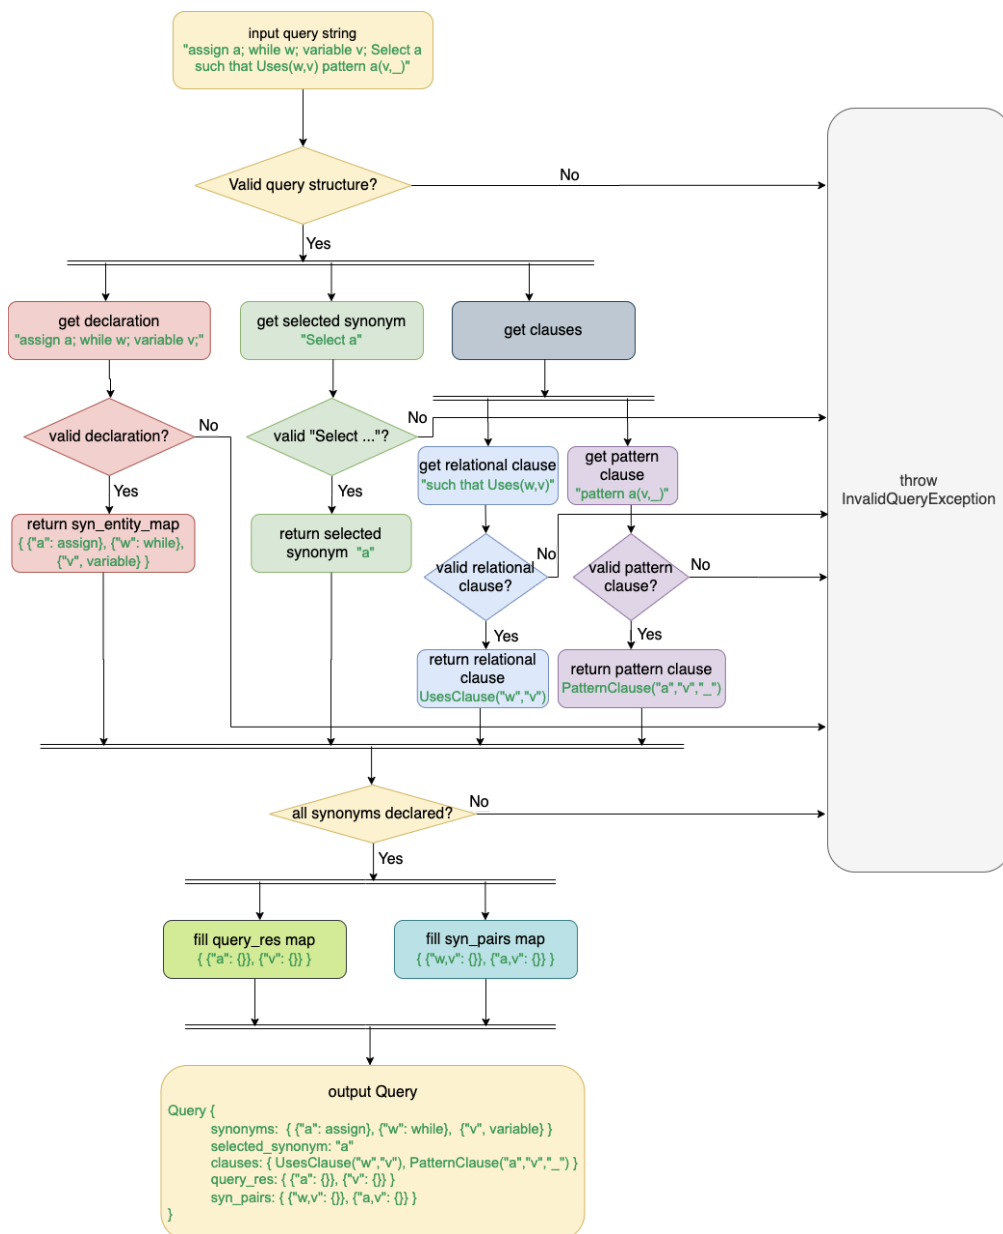 input query string
"assign a; while w; variable v; Select a
such that Uses(w,v) pattern a(v,_)"
Valid query structure?
No
Yes
get declaration
"assign a; while w; variable v;"
get selected synonym
"Select a"
get clauses
valid declaration?
No
valid "Select ..."?
No
get relational clause
"such that Uses(w,v)"
get pattern
clause
"pattern a(v,_)"
throw
InvalidQueryException
Yes
Yes
return syn_entity_map
{ {"a": assign}, {"w": while},
{"v", variable} }
return selected
synonym "a"
valid relational
clause?
No
valid pattern
clause?
No
Yes
Yes
return relational
clause
UsesClause("w","v")
return pattern clause
PatternClause("a","v","_")
all synonyms declared?
No
Yes
fill query_res map
{ {"a": {}}, {"v": {}} }
fill syn_pairs map
{ {"w,v": {}}, {"a,v": {}} }
output Query
Query {
synonyms: { {"a": assign}, {"w": while}, {"v", variable} }
selected_synonym: "a"
clauses: { UsesClause("w","v"), PatternClause("a","v","_") }
query_res: { {"a": {}}, {"v": {}} }
syn_pairs: { {"w,v": {}}, {"a,v": {}} }
}